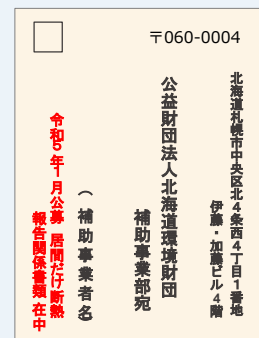 〒060-0004
北海道札幌市中央区北4条西4丁目1番地
伊藤・加藤ビル4階
公益財団法人北海道環境財団
補助事業部宛
(補助事業者名)
令和5年1月公募 居間だけ断熱
報告関係書類 在中